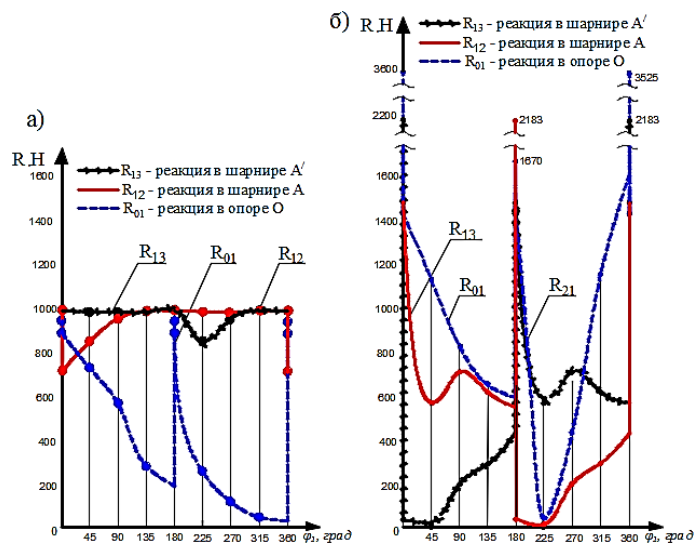 а)
R,Н
1600
1400
1200
1000
800
600
400
200
0
R13 - реакция в шарнире А/
R12 - реакция в шарнире А
R01 - реакция в опоре О
R13
R01
R12
45 90 135 180 225 270 315 360 φ1, град
б)
R,Н
3600
2200
1600
1400
1200
1000
800
600
400
200
0
R13 - реакция в шарнире А/
R12 - реакция в шарнире А
R01 - реакция в опоре О
3525
2183
2183
1670
R13
R01
R21
45 90 135 180 225 270 315 360 φ1, град